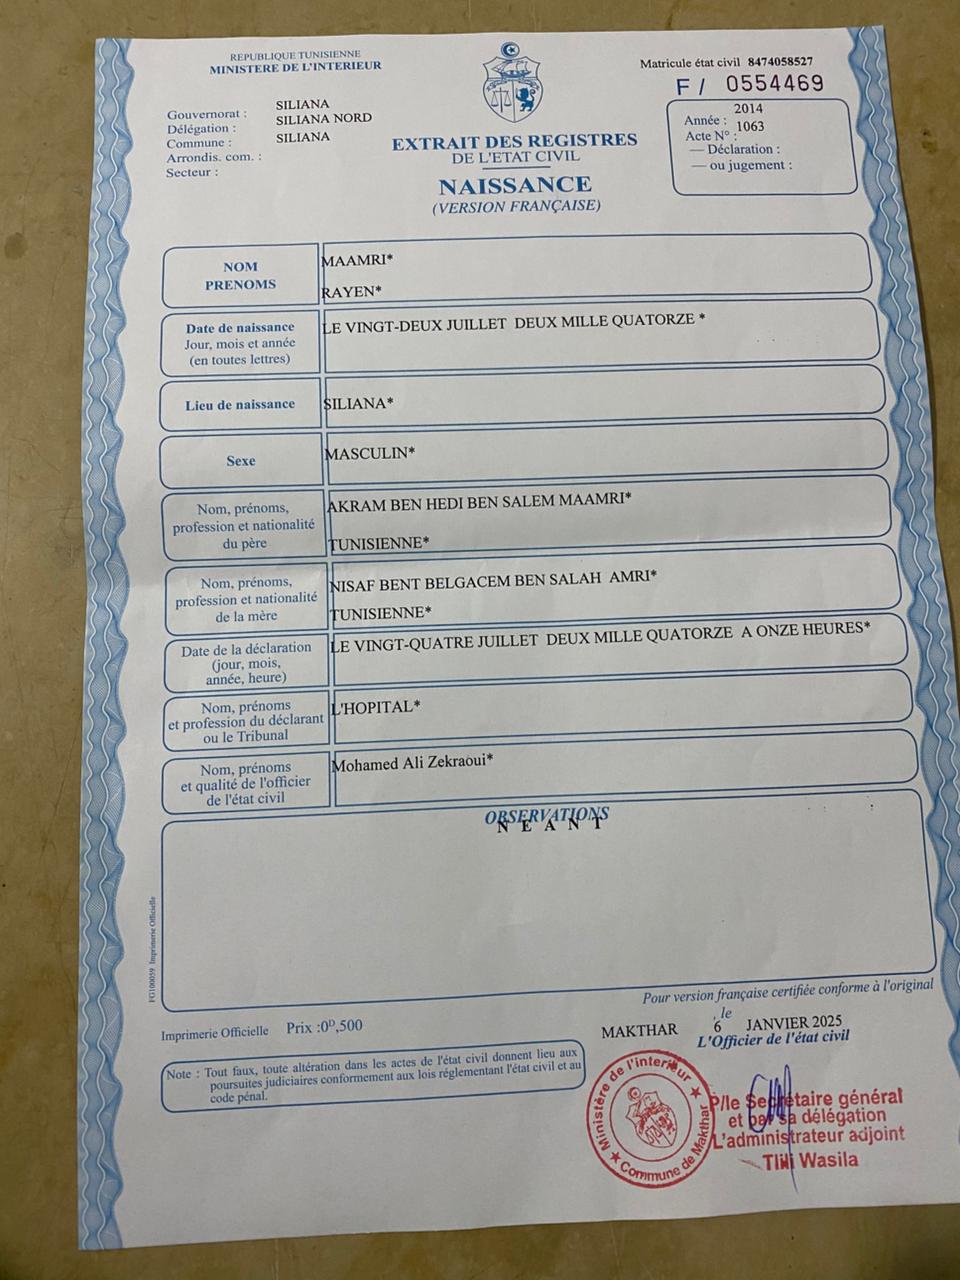 REPUBLIQUE TUNISIENNE
MINISTERE DE L'INTERIEUR
Matricule état civil 8474058527
F / 0554469
Gouvernorat : SILIANA
Délégation : SILIANA NORD
Commune : SILIANA
Arrondis. com. :
Secteur :
EXTRAIT DES REGISTRES
DE L'ETAT CIVIL
NAISSANCE
(VERSION FRANÇAISE)
Année : 2014
Acte N° : 1063
— Déclaration :
— ou jugement :
NOM MAAMRI*
PRENOMS RAYEN*
Date de naissance LE VINGT-DEUX JUILLET DEUX MILLE QUATORZE *
Jour, mois et année
(en toutes lettres)
Lieu de naissance SILIANA*
Sexe MASCULIN*
Nom, prénoms, AKRAM BEN HEDI BEN SALEM MAAMRI*
profession et nationalité
du père TUNISIENNE*
Nom, prénoms, NISAF BENT BELGACEM BEN SALAH AMRI*
profession et nationalité
de la mère TUNISIENNE*
Date de la déclaration LE VINGT-QUATRE JUILLET DEUX MILLE QUATORZE A ONZE HEURES*
(jour, mois,
année, heure)
Nom, prénoms L'HOPITAL*
et profession du déclarant
ou le Tribunal
Nom, prénoms Mohamed Ali Zekraoui*
et qualité de l'officier
de l'état civil
OBSERVATIONS
N E A N T
FG100059 Imprimerie Officielle
Pour version française certifiée conforme à l'original
Imprimerie Officielle Prix :0ᴰ,500
MAKTHAR , le 6 JANVIER 2025
L'Officier de l'état civil
Note : Tout faux, toute altération dans les actes de l'état civil donnent lieu aux
poursuites judiciaires conformement aux lois réglementant l'état civil et au
code pénal.
Ministère de l'interieur
Commune de Makthar
P/le Secrétaire général
et par sa délégation
L'administrateur adjoint
Tlili Wasila